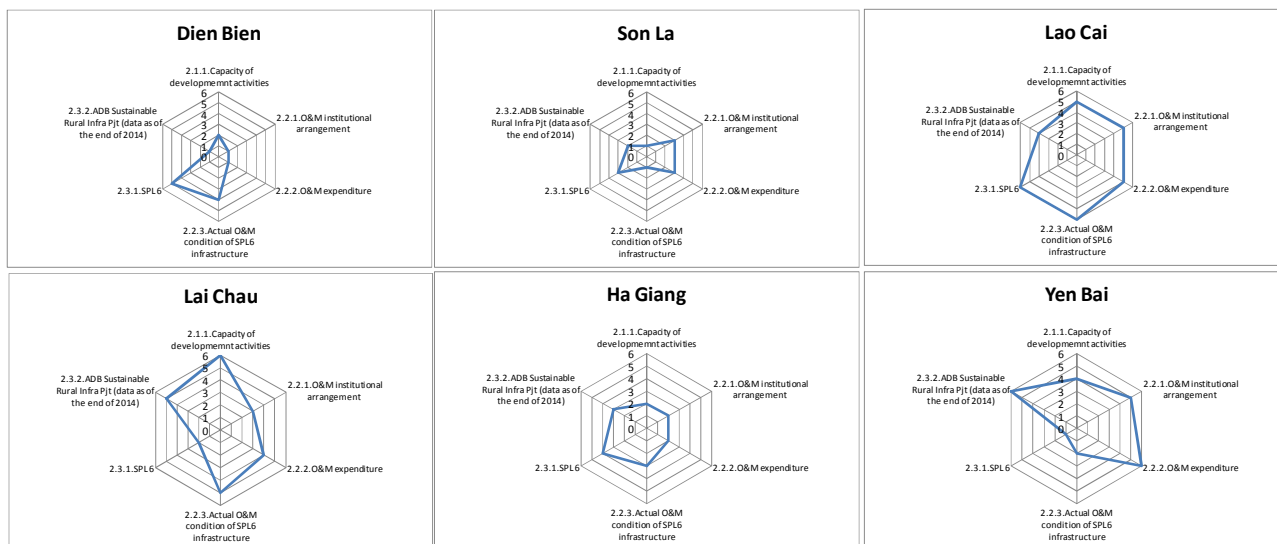 Dien Bien
2.1.1.Capacity of
developmemnt activities
6
5
4
3
2
1
0
2.3.2.ADB Sustainable
Rural Infra Pjt (data as of
the end of 2014)
2.2.1.O&M institutional
arrangement
2.3.1.SPL6
2.2.2.O&M expenditure
2.2.3.Actual O&M
condition of SPL6
infrastructure
Son La
2.1.1.Capacity of
developmemnt activities
6
5
4
3
2
1
0
2.3.2.ADB Sustainable
Rural Infra Pjt (data as of
the end of 2014)
2.2.1.O&M institutional
arrangement
2.3.1.SPL6
2.2.2.O&M expenditure
2.2.3.Actual O&M
condition of SPL6
infrastructure
Lao Cai
2.1.1.Capacity of
developmemnt activities
6
5
4
3
2
1
0
2.3.2.ADB Sustainable
Rural Infra Pjt (data as of
the end of 2014)
2.2.1.O&M institutional
arrangement
2.3.1.SPL6
2.2.2.O&M expenditure
2.2.3.Actual O&M
condition of SPL6
infrastructure
Lai Chau
2.1.1.Capacity of
developmemnt activities
6
5
4
3
2
1
0
2.3.2.ADB Sustainable
Rural Infra Pjt (data as of
the end of 2014)
2.2.1.O&M institutional
arrangement
2.3.1.SPL6
2.2.2.O&M expenditure
2.2.3.Actual O&M
condition of SPL6
infrastructure
Ha Giang
2.1.1.Capacity of
developmemnt activities
6
5
4
3
2
1
0
2.3.2.ADB Sustainable
Rural Infra Pjt (data as of
the end of 2014)
2.2.1.O&M institutional
arrangement
2.3.1.SPL6
2.2.2.O&M expenditure
2.2.3.Actual O&M
condition of SPL6
infrastructure
Yen Bai
2.1.1.Capacity of
developmemnt activities
6
5
4
3
2
1
0
2.3.2.ADB Sustainable
Rural Infra Pjt (data as of
the end of 2014)
2.2.1.O&M institutional
arrangement
2.3.1.SPL6
2.2.2.O&M expenditure
2.2.3.Actual O&M
condition of SPL6
infrastructure